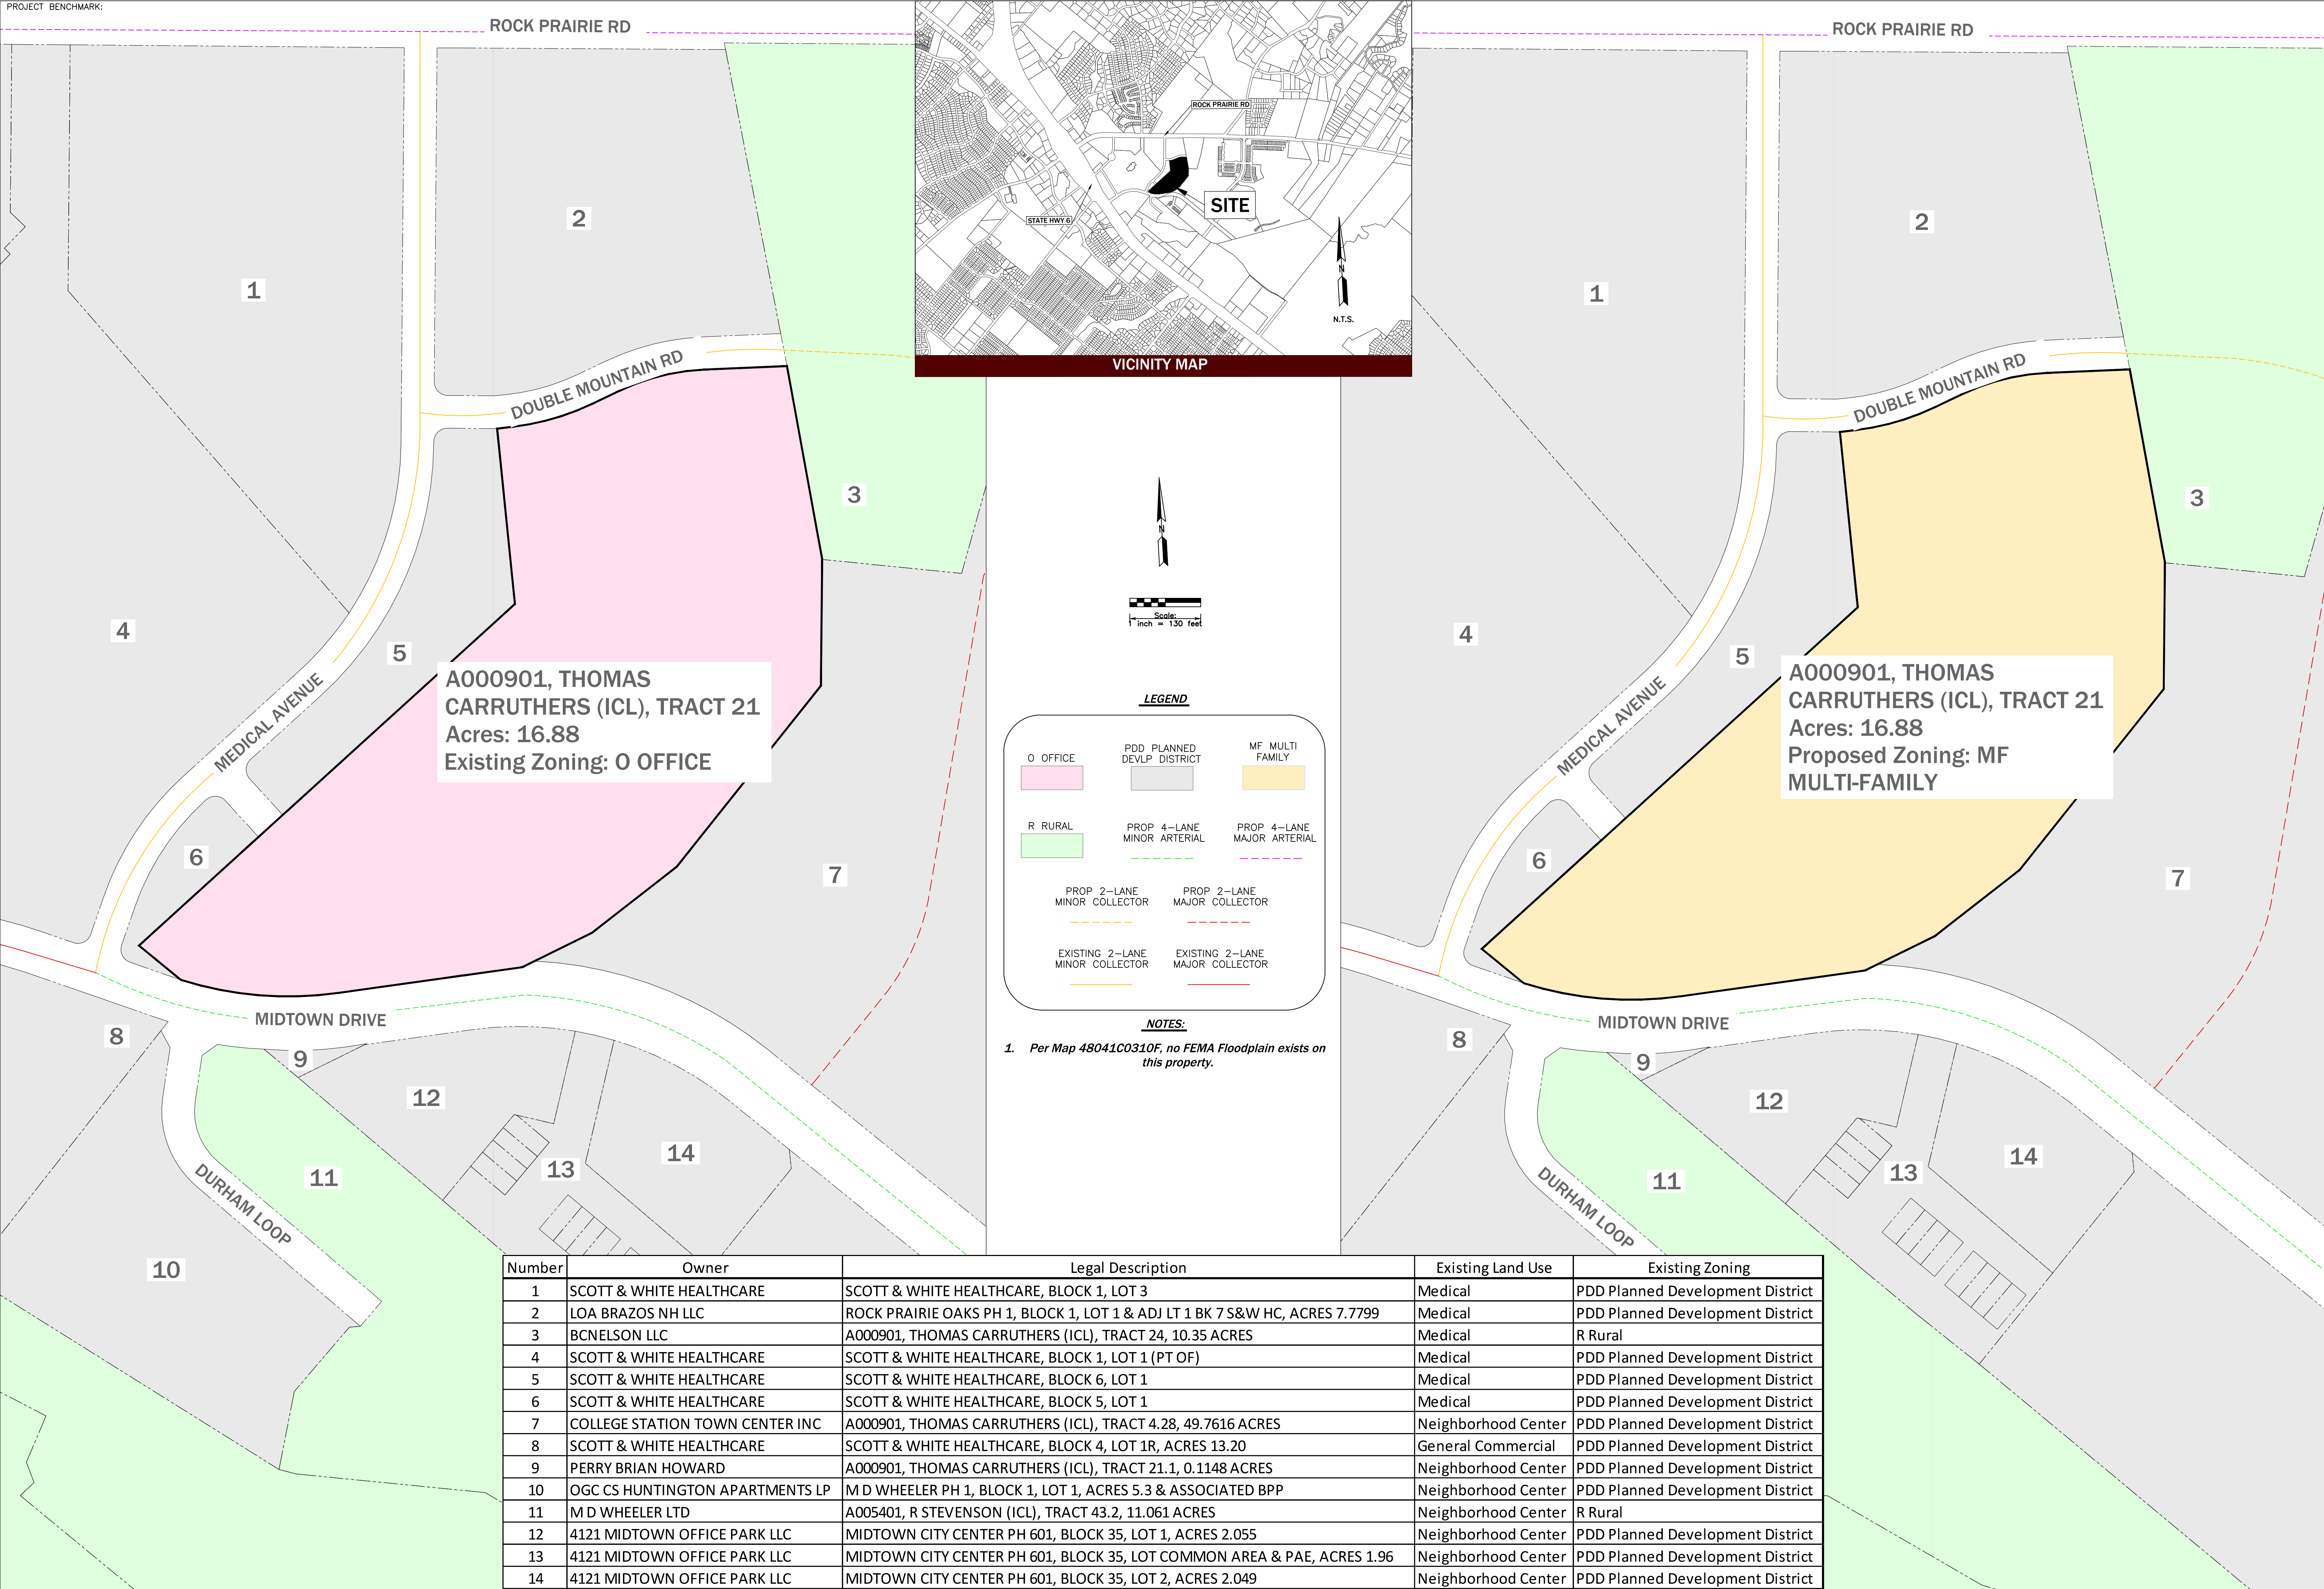 PROJECT BENCHMARK:
ROCK PRAIRIE RD
1
2
3
4
5
6
7
8
9
10
11
12
13
14
DOUBLE MOUNTAIN RD
MEDICAL AVENUE
A000901, THOMAS
CARRUTHERS (ICL), TRACT 21
Acres: 16.88
Existing Zoning: O OFFICE
MIDTOWN DRIVE
DURHAM LOOP
ROCK PRAIRIE RD
STATE HWY 6
SITE
N
N.T.S.
VICINITY MAP
N
Scale:
1 inch = 130 feet
LEGEND
O OFFICE
PDD PLANNED
DEVLP DISTRICT
MF MULTI
FAMILY
R RURAL
PROP 4-LANE
MINOR ARTERIAL
PROP 4-LANE
MAJOR ARTERIAL
PROP 2-LANE
MINOR COLLECTOR
PROP 2-LANE
MAJOR COLLECTOR
EXISTING 2-LANE
MINOR COLLECTOR
EXISTING 2-LANE
MAJOR COLLECTOR
NOTES:
1. Per Map 48041C0310F, no FEMA Floodplain exists on
this property.
ROCK PRAIRIE RD
1
2
3
4
5
6
7
8
9
11
12
13
14
DOUBLE MOUNTAIN RD
MEDICAL AVENUE
A000901, THOMAS
CARRUTHERS (ICL), TRACT 21
Acres: 16.88
Proposed Zoning: MF
MULTI-FAMILY
MIDTOWN DRIVE
DURHAM LOOP
Number Owner Legal Description Existing Land Use Existing Zoning
1 SCOTT & WHITE HEALTHCARE SCOTT & WHITE HEALTHCARE, BLOCK 1, LOT 3 Medical PDD Planned Development District
2 LOA BRAZOS NH LLC ROCK PRAIRIE OAKS PH 1, BLOCK 1, LOT 1 & ADJ LT 1 BK 7 S&W HC, ACRES 7.7799 Medical PDD Planned Development District
3 BCNELSON LLC A000901, THOMAS CARRUTHERS (ICL), TRACT 24, 10.35 ACRES Medical R Rural
4 SCOTT & WHITE HEALTHCARE SCOTT & WHITE HEALTHCARE, BLOCK 1, LOT 1 (PT OF) Medical PDD Planned Development District
5 SCOTT & WHITE HEALTHCARE SCOTT & WHITE HEALTHCARE, BLOCK 6, LOT 1 Medical PDD Planned Development District
6 SCOTT & WHITE HEALTHCARE SCOTT & WHITE HEALTHCARE, BLOCK 5, LOT 1 Medical PDD Planned Development District
7 COLLEGE STATION TOWN CENTER INC A000901, THOMAS CARRUTHERS (ICL), TRACT 4.28, 49.7616 ACRES Neighborhood Center PDD Planned Development District
8 SCOTT & WHITE HEALTHCARE SCOTT & WHITE HEALTHCARE, BLOCK 4, LOT 1R, ACRES 13.20 General Commercial PDD Planned Development District
9 PERRY BRIAN HOWARD A000901, THOMAS CARRUTHERS (ICL), TRACT 21.1, 0.1148 ACRES Neighborhood Center PDD Planned Development District
10 OGC CS HUNTINGTON APARTMENTS LP M D WHEELER PH 1, BLOCK 1, LOT 1, ACRES 5.3 & ASSOCIATED BPP Neighborhood Center PDD Planned Development District
11 M D WHEELER LTD A005401, R STEVENSON (ICL), TRACT 43.2, 11.061 ACRES Neighborhood Center R Rural
12 4121 MIDTOWN OFFICE PARK LLC MIDTOWN CITY CENTER PH 601, BLOCK 35, LOT 1, ACRES 2.055 Neighborhood Center PDD Planned Development District
13 4121 MIDTOWN OFFICE PARK LLC MIDTOWN CITY CENTER PH 601, BLOCK 35, LOT COMMON AREA & PAE, ACRES 1.96 Neighborhood Center PDD Planned Development District
14 4121 MIDTOWN OFFICE PARK LLC MIDTOWN CITY CENTER PH 601, BLOCK 35, LOT 2, ACRES 2.049 Neighborhood Center PDD Planned Development District